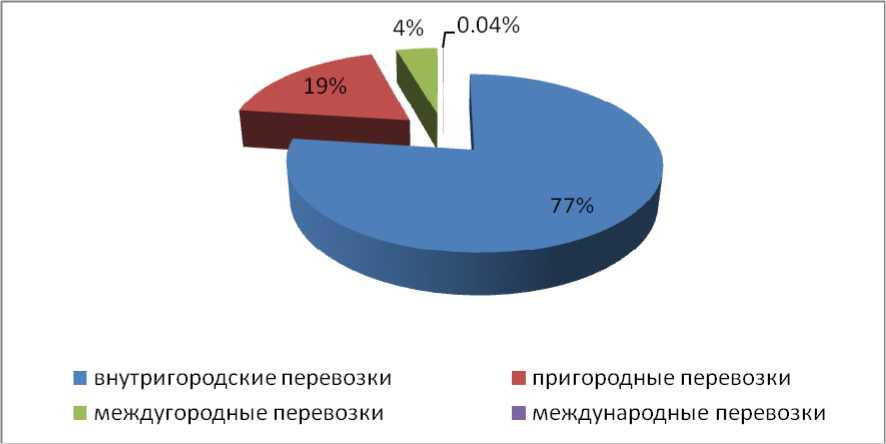 4%
0.04%
19%
77%
внутригородские перевозки
пригородные перевозки
междугородные перевозки
международные перевозки